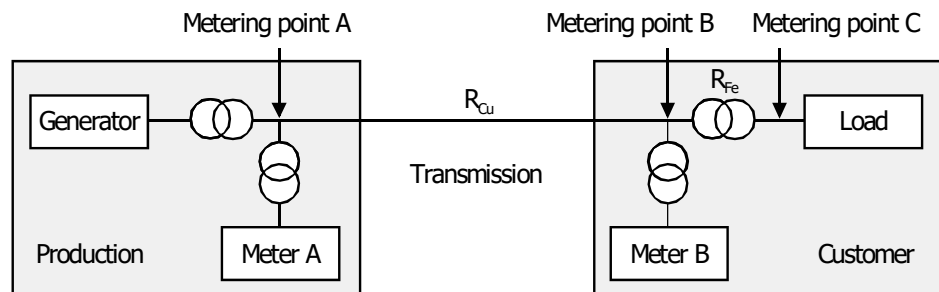 Metering point A
Metering point B
Metering point C
Generator
R_Cu
R_Fe
Load
Transmission
Production
Meter A
Meter B
Customer